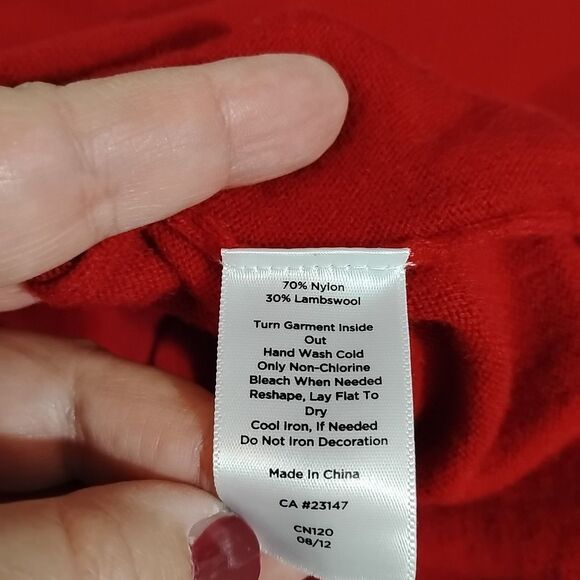 70% Nylon
30% Lambswool
Turn Garment Inside
Out
Hand Wash Cold
Only Non-Chlorine
Bleach When Needed
Reshape, Lay Flat To
Dry
Cool Iron, If Needed
Do Not Iron Decoration
Made In China
CA #23147
CN120
08/12